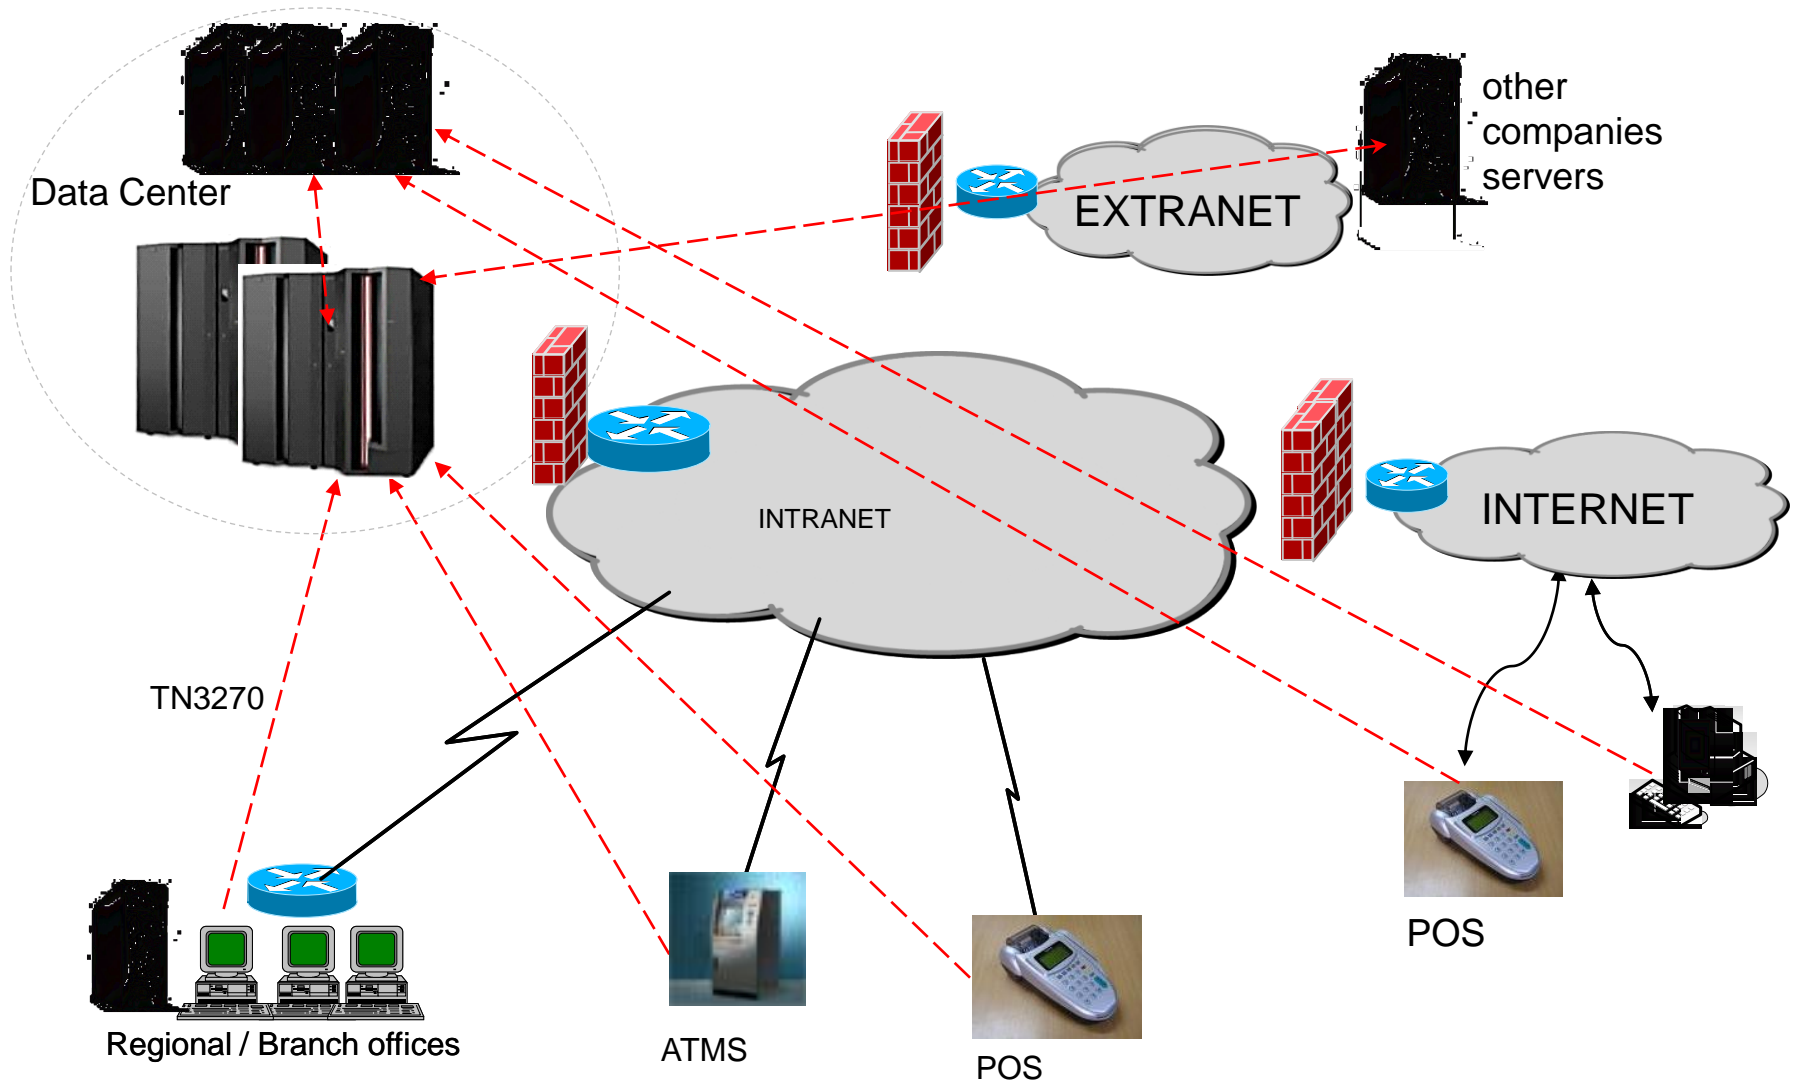 other
companies
servers
Data Center
EXTRANET
INTRANET
INTERNET
TN3270
POS
Regional / Branch offices
ATMS
POS